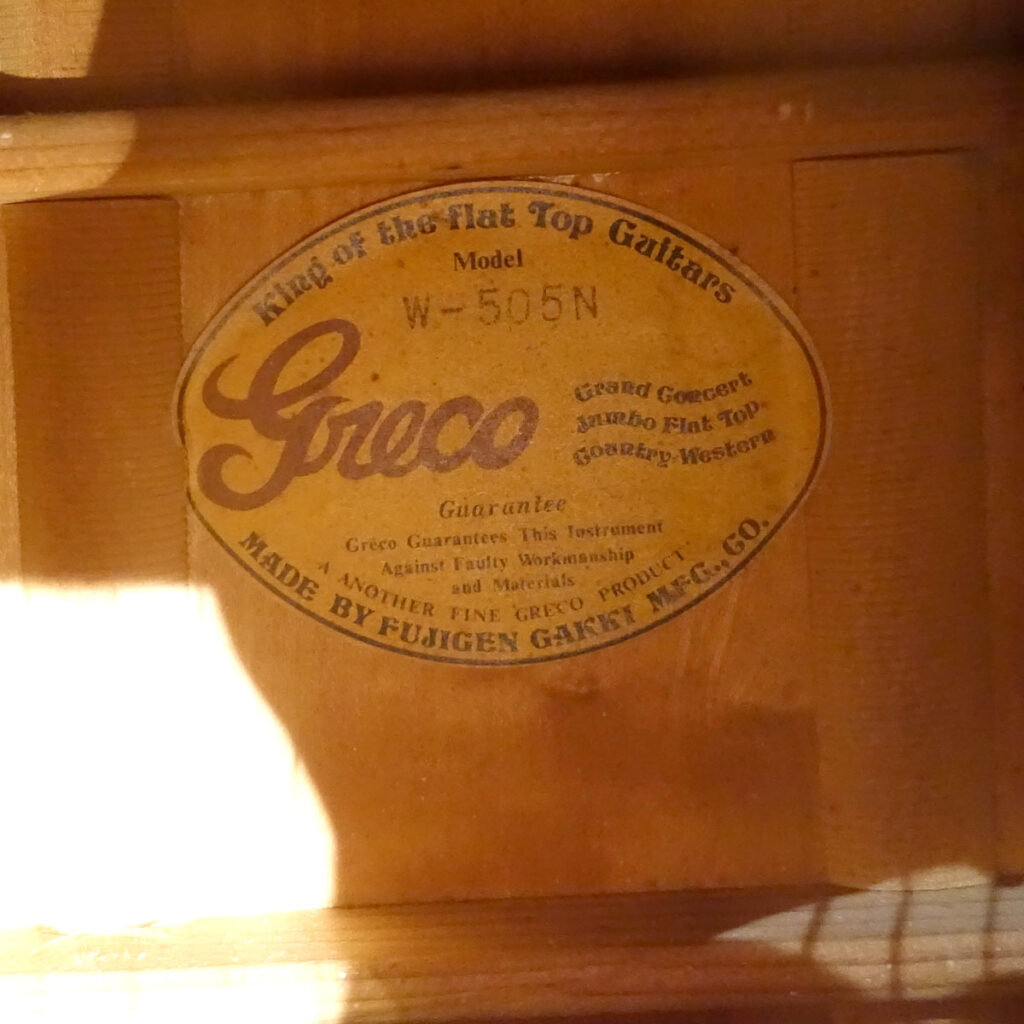 King of the flat Top Guitars
Model
W-505N
Greco
Grand Concert
Jumbo Flat Top
Country-Western
Guarantee
Greco Guarantees This Instrument
Against Faulty Workmanship
and Materials
"A ANOTHER FINE GRECO PRODUCT"
MADE BY FUJIGEN GAKKI MFG., CO.